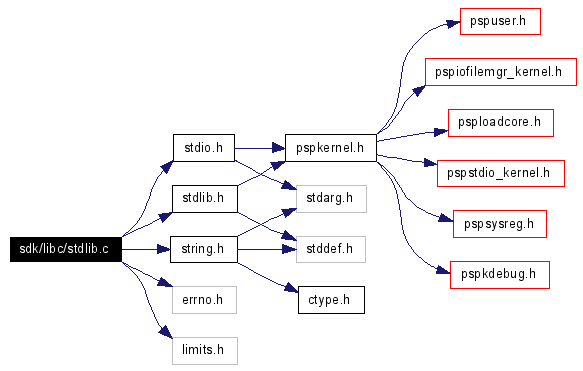 pspuser.h
pspiofilemgr_kernel.h
psploadcore.h
stdio.h
pspkernel.h
pspstdio_kernel.h
stdlib.h
stdarg.h
pspsysreg.h
sdk/libc/stdlib.c
string.h
stddef.h
pspkdebug.h
errno.h
ctype.h
limits.h